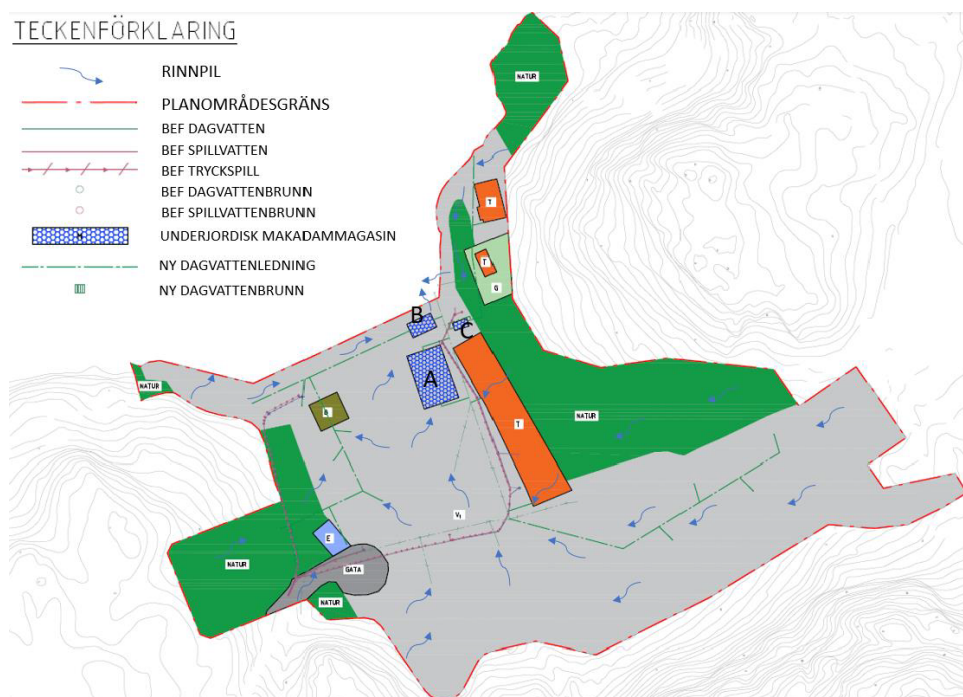 TECKENFÖRKLARING
RINNPIL
PLANOMRÅDESGRÄNS
BEF DAGVATTEN
BEF SPILLVATTEN
BEF TRYCKSPILL
BEF DAGVATTENBRUNN
BEF SPILLVATTENBRUNN
UNDERJORDISK MAKADAMMAGASIN
NY DAGVATTENLEDNING
NY DAGVATTENBRUNN
NATUR
T
T
G
B
C
A
NATUR
NATUR
T
V₁
E
NATUR
GATA
NATUR